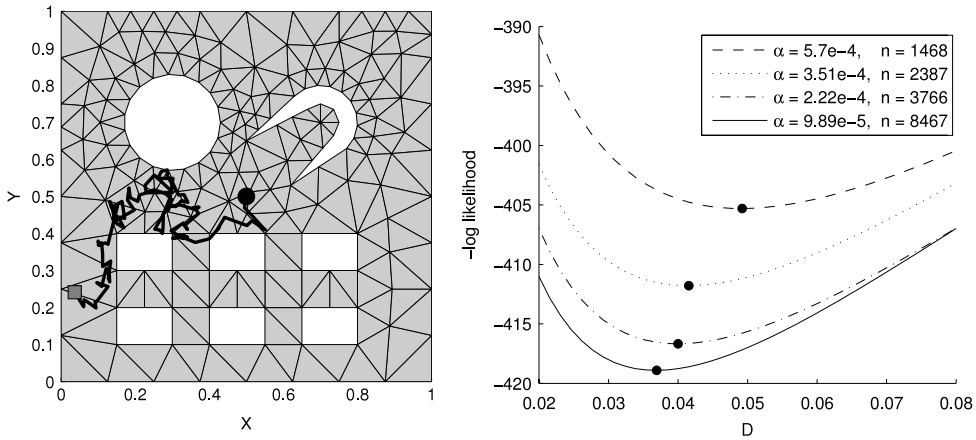 1
0.9
0.8
0.7
0.6
0.5
0.4
0.3
0.2
0.1
0
Y
0 0.2 0.4 0.6 0.8 1
X
−390
−395
−400
−405
−410
−415
−420
−log likelihood
α = 5.7e−4, n = 1468
α = 3.51e−4, n = 2387
α = 2.22e−4, n = 3766
α = 9.89e−5, n = 8467
0.02 0.03 0.04 0.05 0.06 0.07 0.08
D